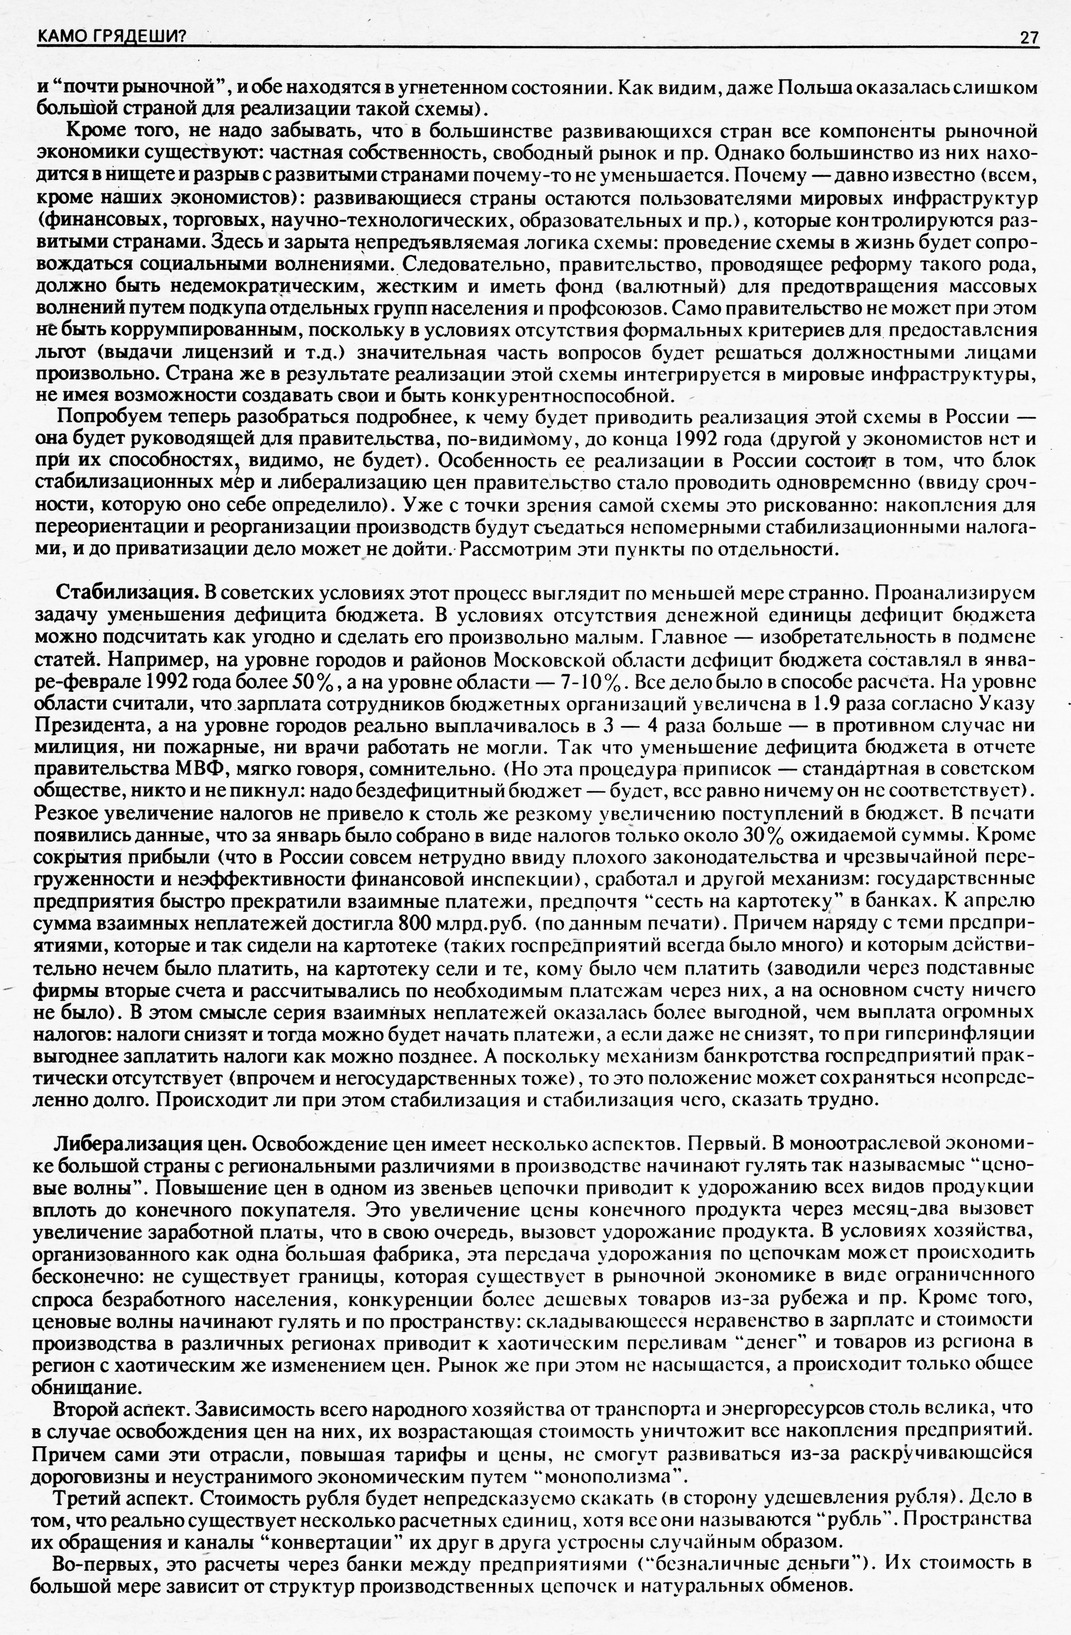 КАМО ГРЯДЕШИ?
27
и “почти рыночной”, и обе находятся в угнетенном состоянии. Как видим, даже Польша оказалась слишком
большой страной для реализации такой схемы).
Кроме того, не надо забывать, что в большинстве развивающихся стран все компоненты рыночной
экономики существуют: частная собственность, свободный рынок и пр. Однако большинство из них нахо-
дится в нищете и разрыв с развитыми странами почему-то не уменьшается. Почему — давно известно (всем,
кроме наших экономистов): развивающиеся страны остаются пользователями мировых инфраструктур
(финансовых, торговых, научно-технологических, образовательных и пр.), которые контролируются раз-
витыми странами. Здесь и зарыта непредъявляемая логика схемы: проведение схемы в жизнь будет сопро-
вождаться социальными волнениями. Следовательно, правительство, проводящее реформу такого рода,
должно быть недемократическим, жестким и иметь фонд (валютный) для предотвращения массовых
волнений путем подкупа отдельных групп населения и профсоюзов. Само правительство не может при этом
не быть коррумпированным, поскольку в условиях отсутствия формальных критериев для предоставления
льгот (выдачи лицензий и т.д.) значительная часть вопросов будет решаться должностными лицами
произвольно. Страна же в результате реализации этой схемы интегрируется в мировые инфраструктуры,
не имея возможности создавать свои и быть конкурентноспособной.
Попробуем теперь разобраться подробнее, к чему будет приводить реализация этой схемы в России —
она будет руководящей для правительства, по-видимому, до конца 1992 года (другой у экономистов нет и
при их способностях, видимо, не будет). Особенность ее реализации в России состоит в том, что блок
стабилизационных мер и либерализацию цен правительство стало проводить одновременно (ввиду сроч-
ности, которую оно себе определило). Уже с точки зрения самой схемы это рискованно: накопления для
переориентации и реорганизации производств будут съедаться непомерными стабилизационными налога-
ми, и до приватизации дело может не дойти. Рассмотрим эти пункты по отдельности.
Стабилизация. В советских условиях этот процесс выглядит по меньшей мере странно. Проанализируем
задачу уменьшения дефицита бюджета. В условиях отсутствия денежной единицы дефицит бюджета
можно подсчитать как угодно и сделать его произвольно малым. Главное — изобретательность в подмене
статей. Например, на уровне городов и районов Московской области дефицит бюджета составлял в янва-
ре-феврале 1992 года более 50%, а на уровне области — 7-10%. Все дело было в способе расчета. На уровне
области считали, что зарплата сотрудников бюджетных организаций увеличена в 1.9 раза согласно Указу
Президента, а на уровне городов реально выплачивалось в 3 — 4 раза больше — в противном случае ни
милиция, ни пожарные, ни врачи работать не могли. Так что уменьшение дефицита бюджета в отчете
правительства МВФ, мягко говоря, сомнительно. (Но эта процедура приписок — стандартная в советском
обществе, никто и не пикнул: надо бездефицитный бюджет — будет, все равно ничему он не соответствует).
Резкое увеличение налогов не привело к столь же резкому увеличению поступлений в бюджет. В печати
появились данные, что за январь было собрано в виде налогов только около 30% ожидаемой суммы. Кроме
сокрытия прибыли (что в России совсем нетрудно ввиду плохого законодательства и чрезвычайной пере-
груженности и неэффективности финансовой инспекции), сработал и другой механизм: государственные
предприятия быстро прекратили взаимные платежи, предпочтя “сесть на картотеку” в банках. К апрелю
сумма взаимных неплатежей достигла 800 млрд.руб. (по данным печати). Причем наряду с теми предпри-
ятиями, которые и так сидели на картотеке (таких госпредприятий всегда было много) и которым действи-
тельно нечем было платить, на картотеку сели и те, кому было чем платить (заводили через подставные
фирмы вторые счета и рассчитывались по необходимым платежам через них, а на основном счету ничего
не было). В этом смысле серия взаимных неплатежей оказалась более выгодной, чем выплата огромных
налогов: налоги снизят и тогда можно будет начать платежи, а если даже не снизят, то при гиперинфляции
выгоднее заплатить налоги как можно позднее. А поскольку механизм банкротства госпредприятий прак-
тически отсутствует (впрочем и негосударственных тоже), то это положение может сохраняться неопреде-
ленно долго. Происходит ли при этом стабилизация и стабилизация чего, сказать трудно.
Либерализация цен. Освобождение цен имеет несколько аспектов. Первый. В моноотраслевой экономи-
ке большой страны с региональными различиями в производстве начинают гулять так называемые “цено-
вые волны”. Повышение цен в одном из звеньев цепочки приводит к удорожанию всех видов продукции
вплоть до конечного покупателя. Это увеличение цены конечного продукта через месяц-два вызовет
увеличение заработной платы, что в свою очередь, вызовет удорожание продукта. В условиях хозяйства,
организованного как одна большая фабрика, эта передача удорожания по цепочкам может происходить
бесконечно: не существует границы, которая существует в рыночной экономике в виде ограниченного
спроса безработного населения, конкуренции более дешевых товаров из-за рубежа и пр. Кроме того,
ценовые волны начинают гулять и по пространству: складывающееся неравенство в зарплате и стоимости
производства в различных регионах приводит к хаотическим переливам “денег” и товаров из региона в
регион с хаотическим же изменением цен. Рынок же при этом не насыщается, а происходит только общее
обнищание.
Второй аспект. Зависимость всего народного хозяйства от транспорта и энергоресурсов столь велика, что
в случае освобождения цен на них, их возрастающая стоимость уничтожит все накопления предприятий.
Причем сами эти отрасли, повышая тарифы и цены, не смогут развиваться из-за раскручивающейся
дороговизны и неустранимого экономическим путем “монополизма”.
Третий аспект. Стоимость рубля будет непредсказуемо скакать (в сторону удешевления рубля). Дело в
том, что реально существует несколько расчетных единиц, хотя все они называются “рубль”. Пространства
их обращения и каналы “конвертации” их друг в друга устроены случайным образом.
Во-первых, это расчеты через банки между предприятиями (“безналичные деньги”). Их стоимость в
большой мере зависит от структур производственных цепочек и натуральных обменов.